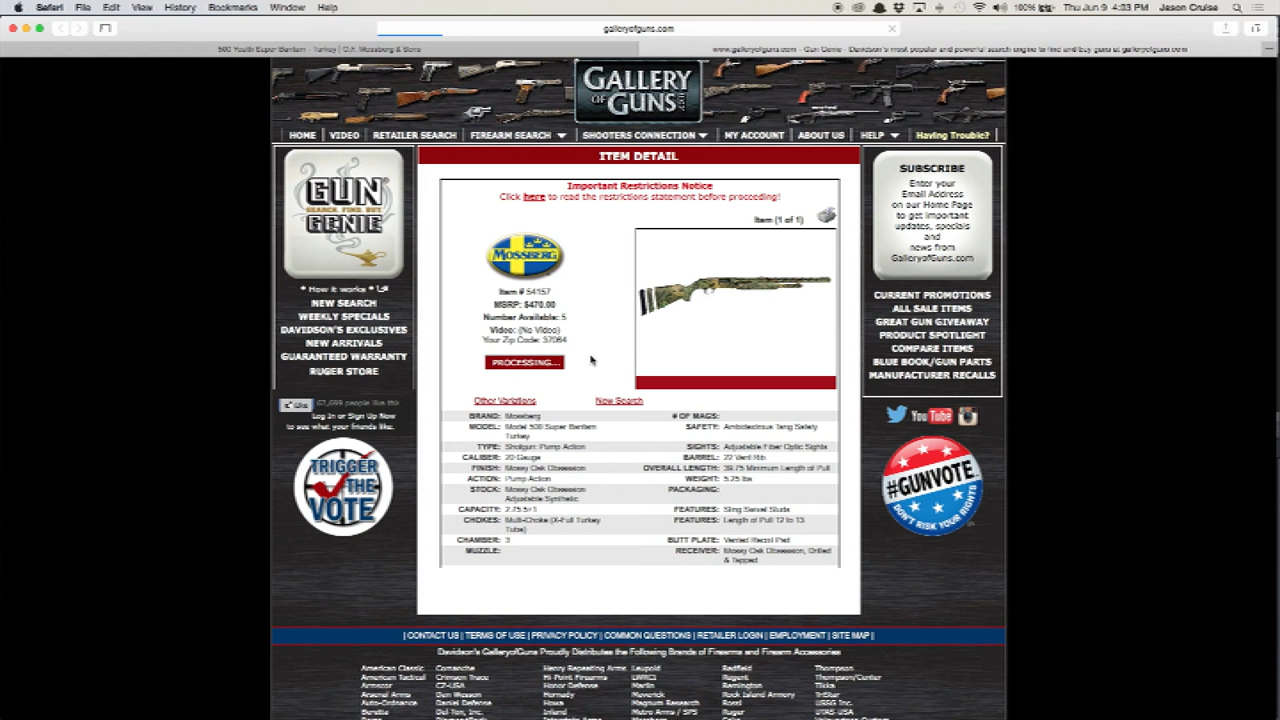 Safari File Edit View History Bookmarks Window Help
100% Thu Jun 9 4:33 PM Jason Cruise
galleryofguns.com
500 Youth Super Bantam - Turkey | O.F. Mossberg & Sons
www.galleryofguns.com - Gun Genie - Davidson's most popular and powerful search engine to find and buy guns at galleryofguns.com
GALLERY
OF GUNS
HOME VIDEO RETAILER SEARCH FIREARM SEARCH SHOOTERS CONNECTION MY ACCOUNT ABOUT US HELP Having Trouble?
GUN
SEARCH FIND BUY
GENIE
* How it works *
NEW SEARCH
WEEKLY SPECIALS
DAVIDSON'S EXCLUSIVES
NEW ARRIVALS
GUARANTEED WARRANTY
RUGER STORE
Like people like this
Log In or Sign Up Now
to see what your friends like.
TRIGGER
THE
VOTE
ITEM DETAIL
Important Restrictions Notice
Click here to read the restrictions statement before proceeding!
Item (1 of 1)
MOSSBERG
Item # 54157
MSRP: $470.00
Number Available: 5
Video: (No Video)
Your Zip Code: 37064
PROCESSING...
Other Variations New Search
BRAND: Mossberg # OF MAGS:
MODEL: Model 500 Super Bantam Turkey SAFETY: Ambidextrous Tang Safety
TYPE: Shotgun: Pump Action SIGHTS: Adjustable Fiber Optic Sights
CALIBER: 20 Gauge BARREL: 22 Vent Rib
FINISH: Mossy Oak Obsession OVERALL LENGTH: 39.75 Minimum Length of Pull
ACTION: Pump Action WEIGHT: 5.25 lbs
STOCK: Mossy Oak Obsession Adjustable Synthetic PACKAGING:
CAPACITY: 2.75 5+1 FEATURES: Sling Swivel Studs
CHOKES: Multi-Choke (X-Full Turkey Tube) FEATURES: Length of Pull 12 to 13
CHAMBER: 3 BUTT PLATE: Vented Recoil Pad
MUZZLE: RECEIVER: Mossy Oak Obsession, Drilled & Tapped
SUBSCRIBE
Enter your
Email Address
on our Home Page
to get important
updates, specials
and
news from
GalleryofGuns.com
CURRENT PROMOTIONS
ALL SALE ITEMS
GREAT GUN GIVEAWAY
PRODUCT SPOTLIGHT
COMPARE ITEMS
BLUE BOOK/GUN PARTS
MANUFACTURER RECALLS
You Tube
#GUNVOTE
DON'T RISK YOUR RIGHTS
| CONTACT US | TERMS OF USE | PRIVACY POLICY | COMMON QUESTIONS | RETAILER LOGIN | EMPLOYMENT | SITE MAP |
Davidson's GalleryofGuns Proudly Distributes the Following Brands of Firearms and Firearm Accessories
American Classic Comanche Henry Repeating Arms Leupold Redfield Thompson
American Tactical Crimson Trace Hi-Point Firearms LWRCI Regent Thompson/Center
Armscor CZ-USA Honor Defense Marlin Remington Tikka
Arsenal Arms Dan Wesson Hornady Maverick Rock Island Armory TriStar
Auto-Ordnance Daniel Defense Howa Magnum Research Rossi USSG Inc.
Beretta Del-Ton, Inc. Inland Metro Arms / SPS Ruger UTAS-USA